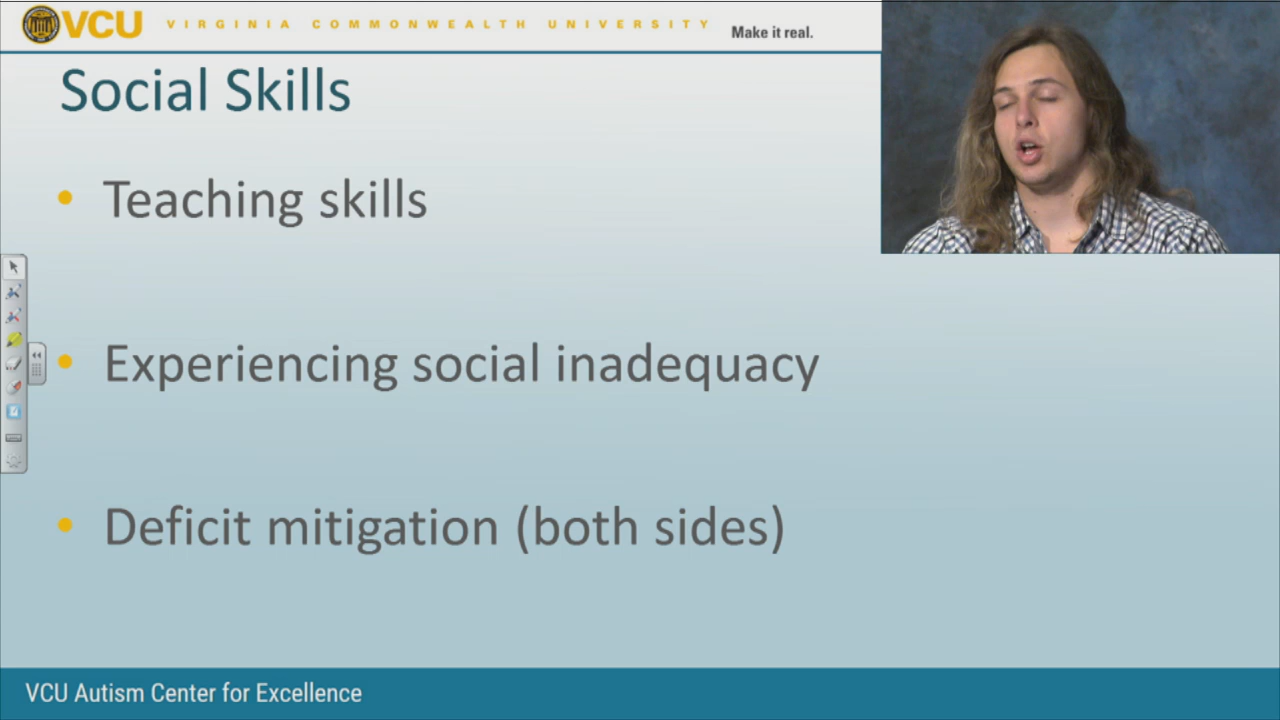 VCU VIRGINIA COMMONWEALTH UNIVERSITY Make it real.
Social Skills
• Teaching skills
• Experiencing social inadequacy
• Deficit mitigation (both sides)
VCU Autism Center for Excellence